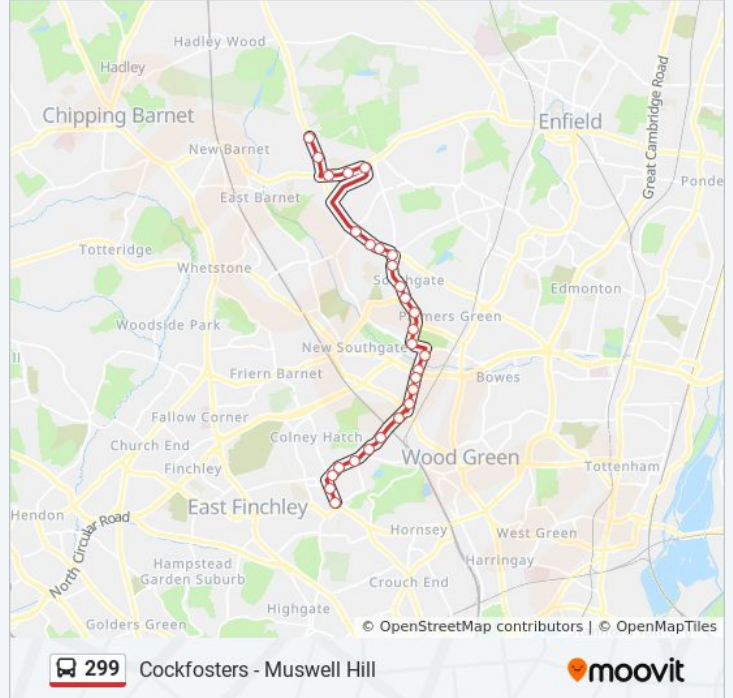 Hadley Wood
Hadley
Chipping Barnet
Enfield
Great Cambridge Road
New Barnet
Ponde
East Barnet
Totteridge
Whetstone
Southgate
Edmonton
Woodside Park
Palmers Green
ll
New Southgate
Friern Barnet
Bowes
Fallow Corner
Colney Hatch
Church End
Wood Green
Finchley
Tottenham
East Finchley
Hendon
North Circular Road
Hornsey
West Green
Harringay
Hampstead
Garden Suburb
Crouch End
Highgate
Golders Green
© OpenStreetMap contributors | © OpenMapTiles
299 Cockfosters - Muswell Hill
moovit